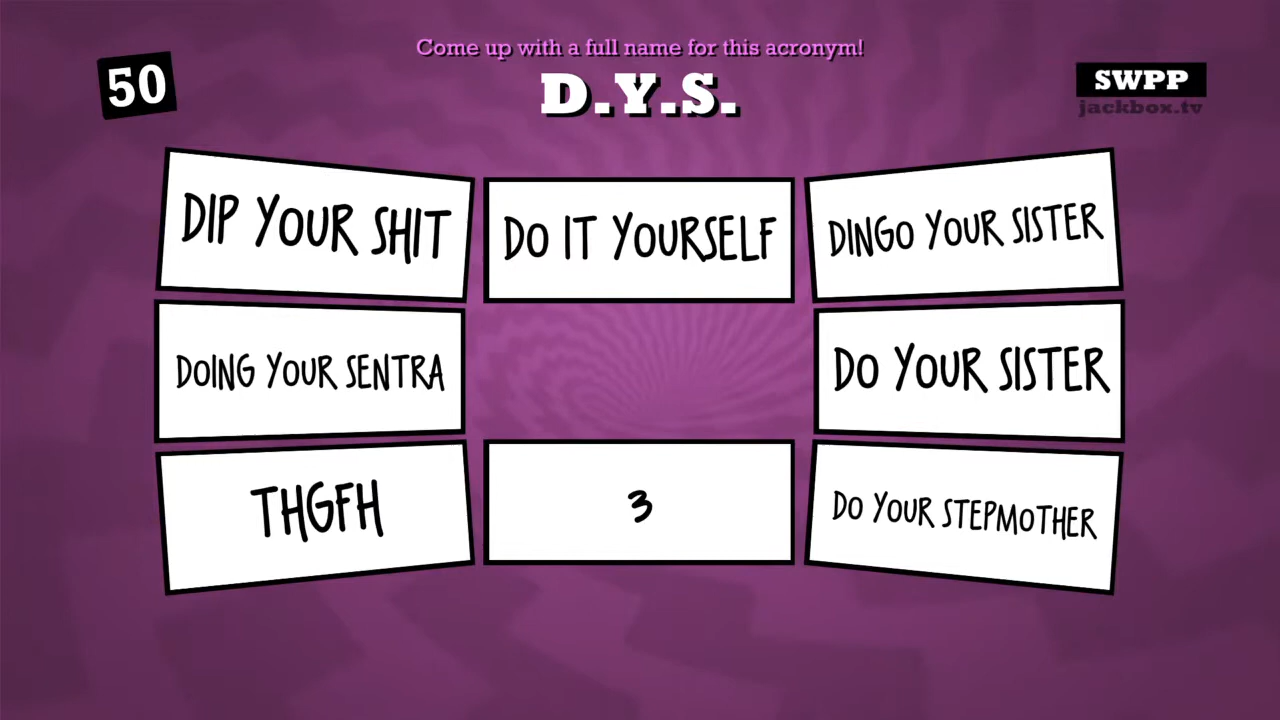 Come up with a full name for this acronym!
50
D.Y.S.
SWPP
jackbox.tv
DIP YOUR SHIT
DO IT YOURSELF
DINGO YOUR SISTER
DOING YOUR SENTRA
DO YOUR SISTER
THGFH
3
DO YOUR STEPMOTHER